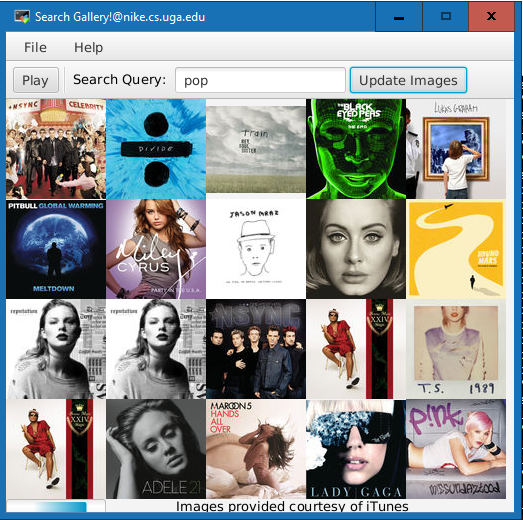 Search Gallery!@nike.cs.uga.edu
File Help
Play Search Query: pop Update Images
*NSYNC CELEBRITY
DIVIDE
Train
THE BLACK EYED PEAS
THE END
LUKAS GRAHAM
PITBULL GLOBAL WARMING
MELTDOWN
MILEY CYRUS
PARTY IN THE U.S.A.
JASON MRAZ
BRUNO MARS
reputation
reputation
*NSYNC
XXIV
T.S. 1989
XXIV
ADELE 21
MAROON 5
HANDS ALL OVER
LADY GAGA
P!NK
M!SSUNDAZTOOD
Images provided courtesy of iTunes